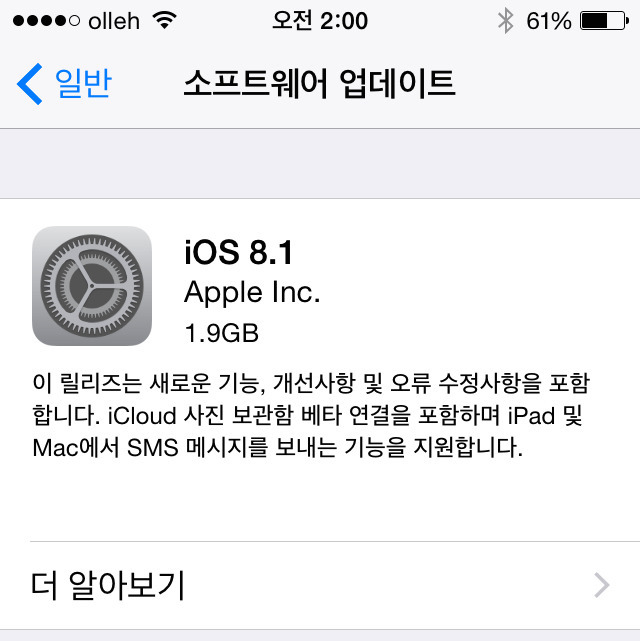 olleh 오전 2:00 61%
일반 소프트웨어 업데이트
iOS 8.1
Apple Inc.
1.9GB
이 릴리즈는 새로운 기능, 개선사항 및 오류 수정사항을 포함
합니다. iCloud 사진 보관함 베타 연결을 포함하며 iPad 및
Mac에서 SMS 메시지를 보내는 기능을 지원합니다.
더 알아보기